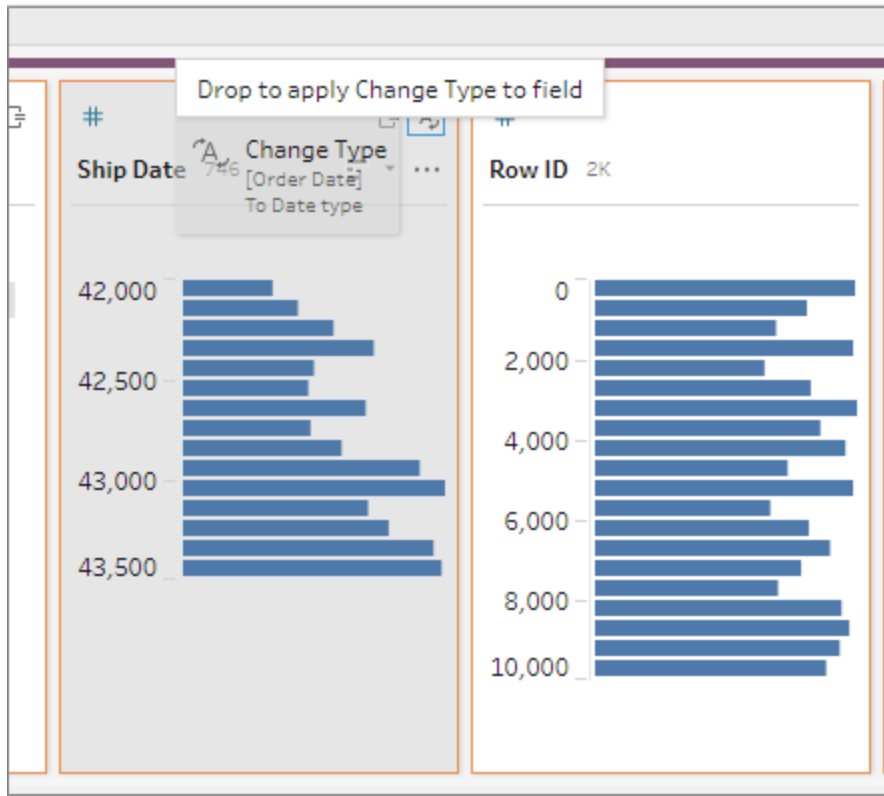 Drop to apply Change Type to field
# #
Ship Date 746 Change Type
[Order Date]
To Date type
Row ID 2K
42,000
42,500
43,000
43,500
0
2,000
4,000
6,000
8,000
10,000